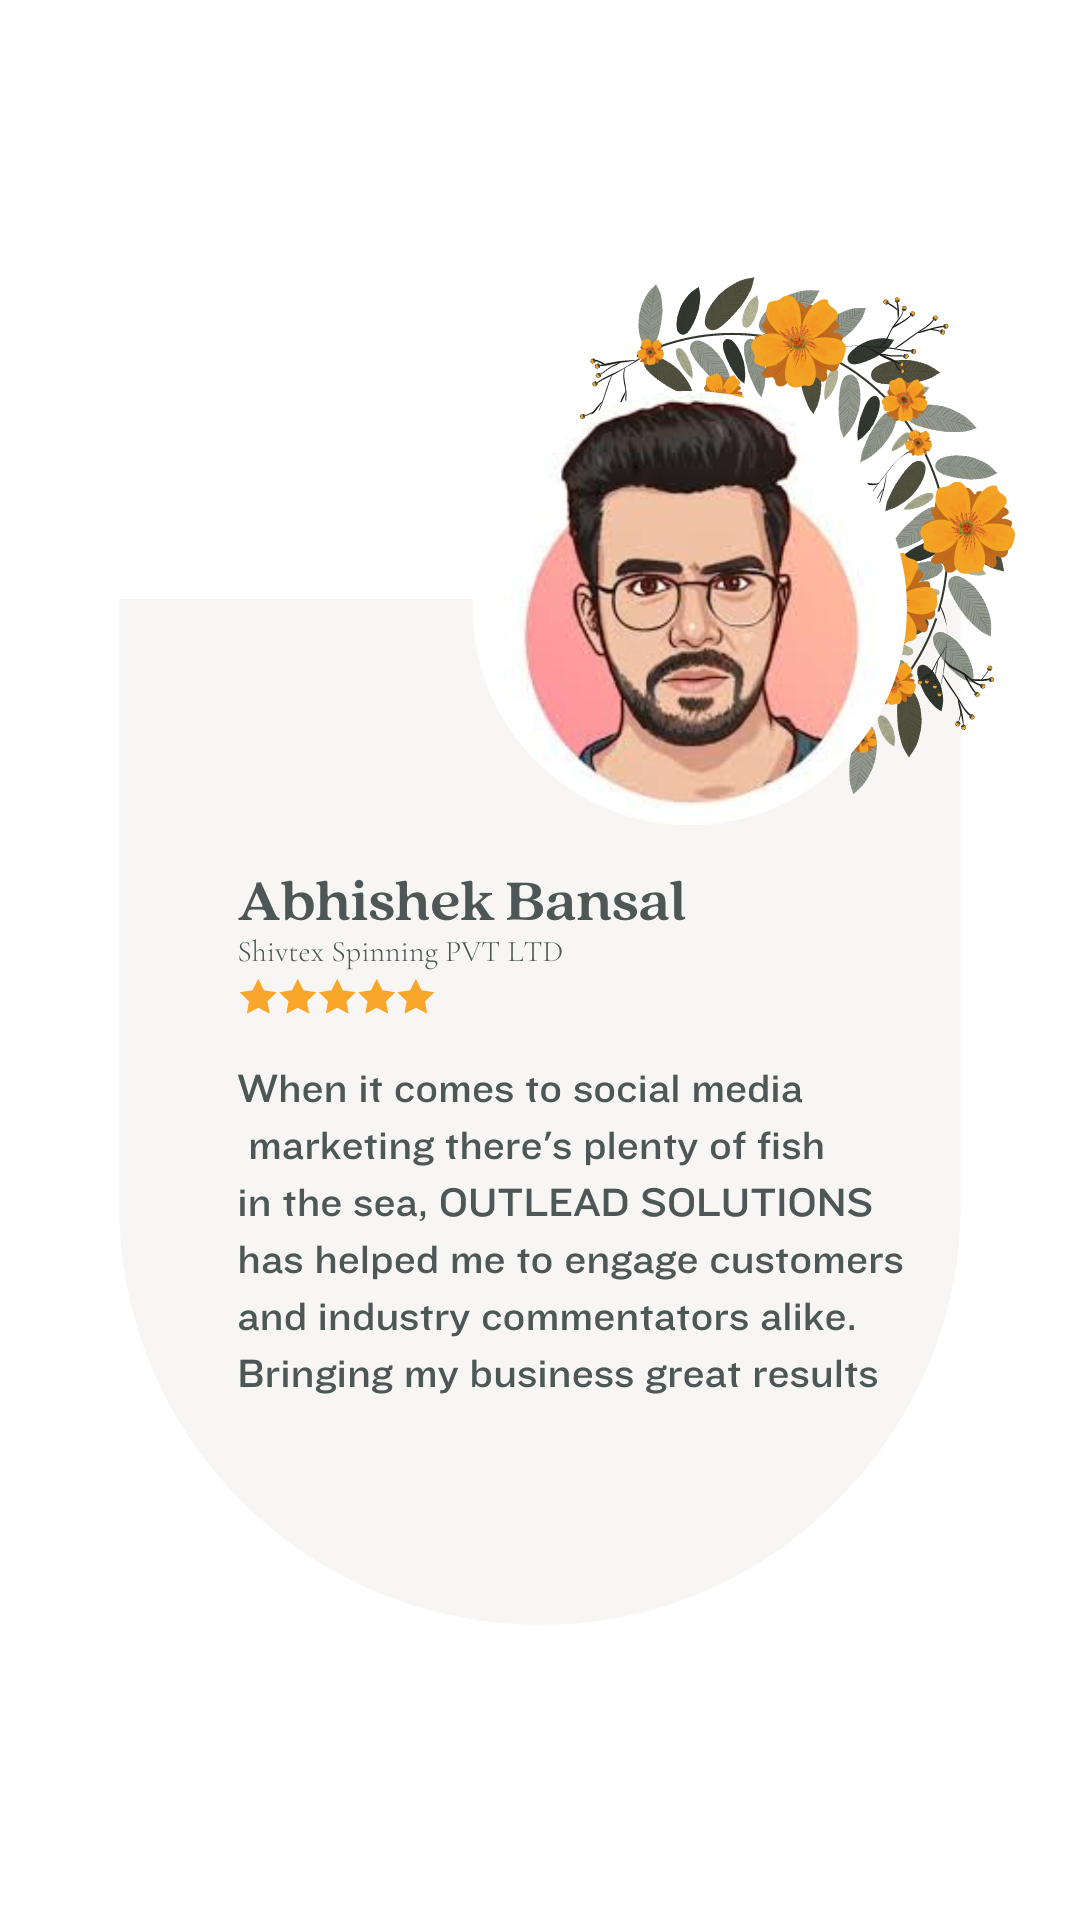 Abhishek Bansal
Shivtex Spinning PVT LTD
When it comes to social media
marketing there's plenty of fish
in the sea, OUTLEAD SOLUTIONS
has helped me to engage customers
and industry commentators alike.
Bringing my business great results